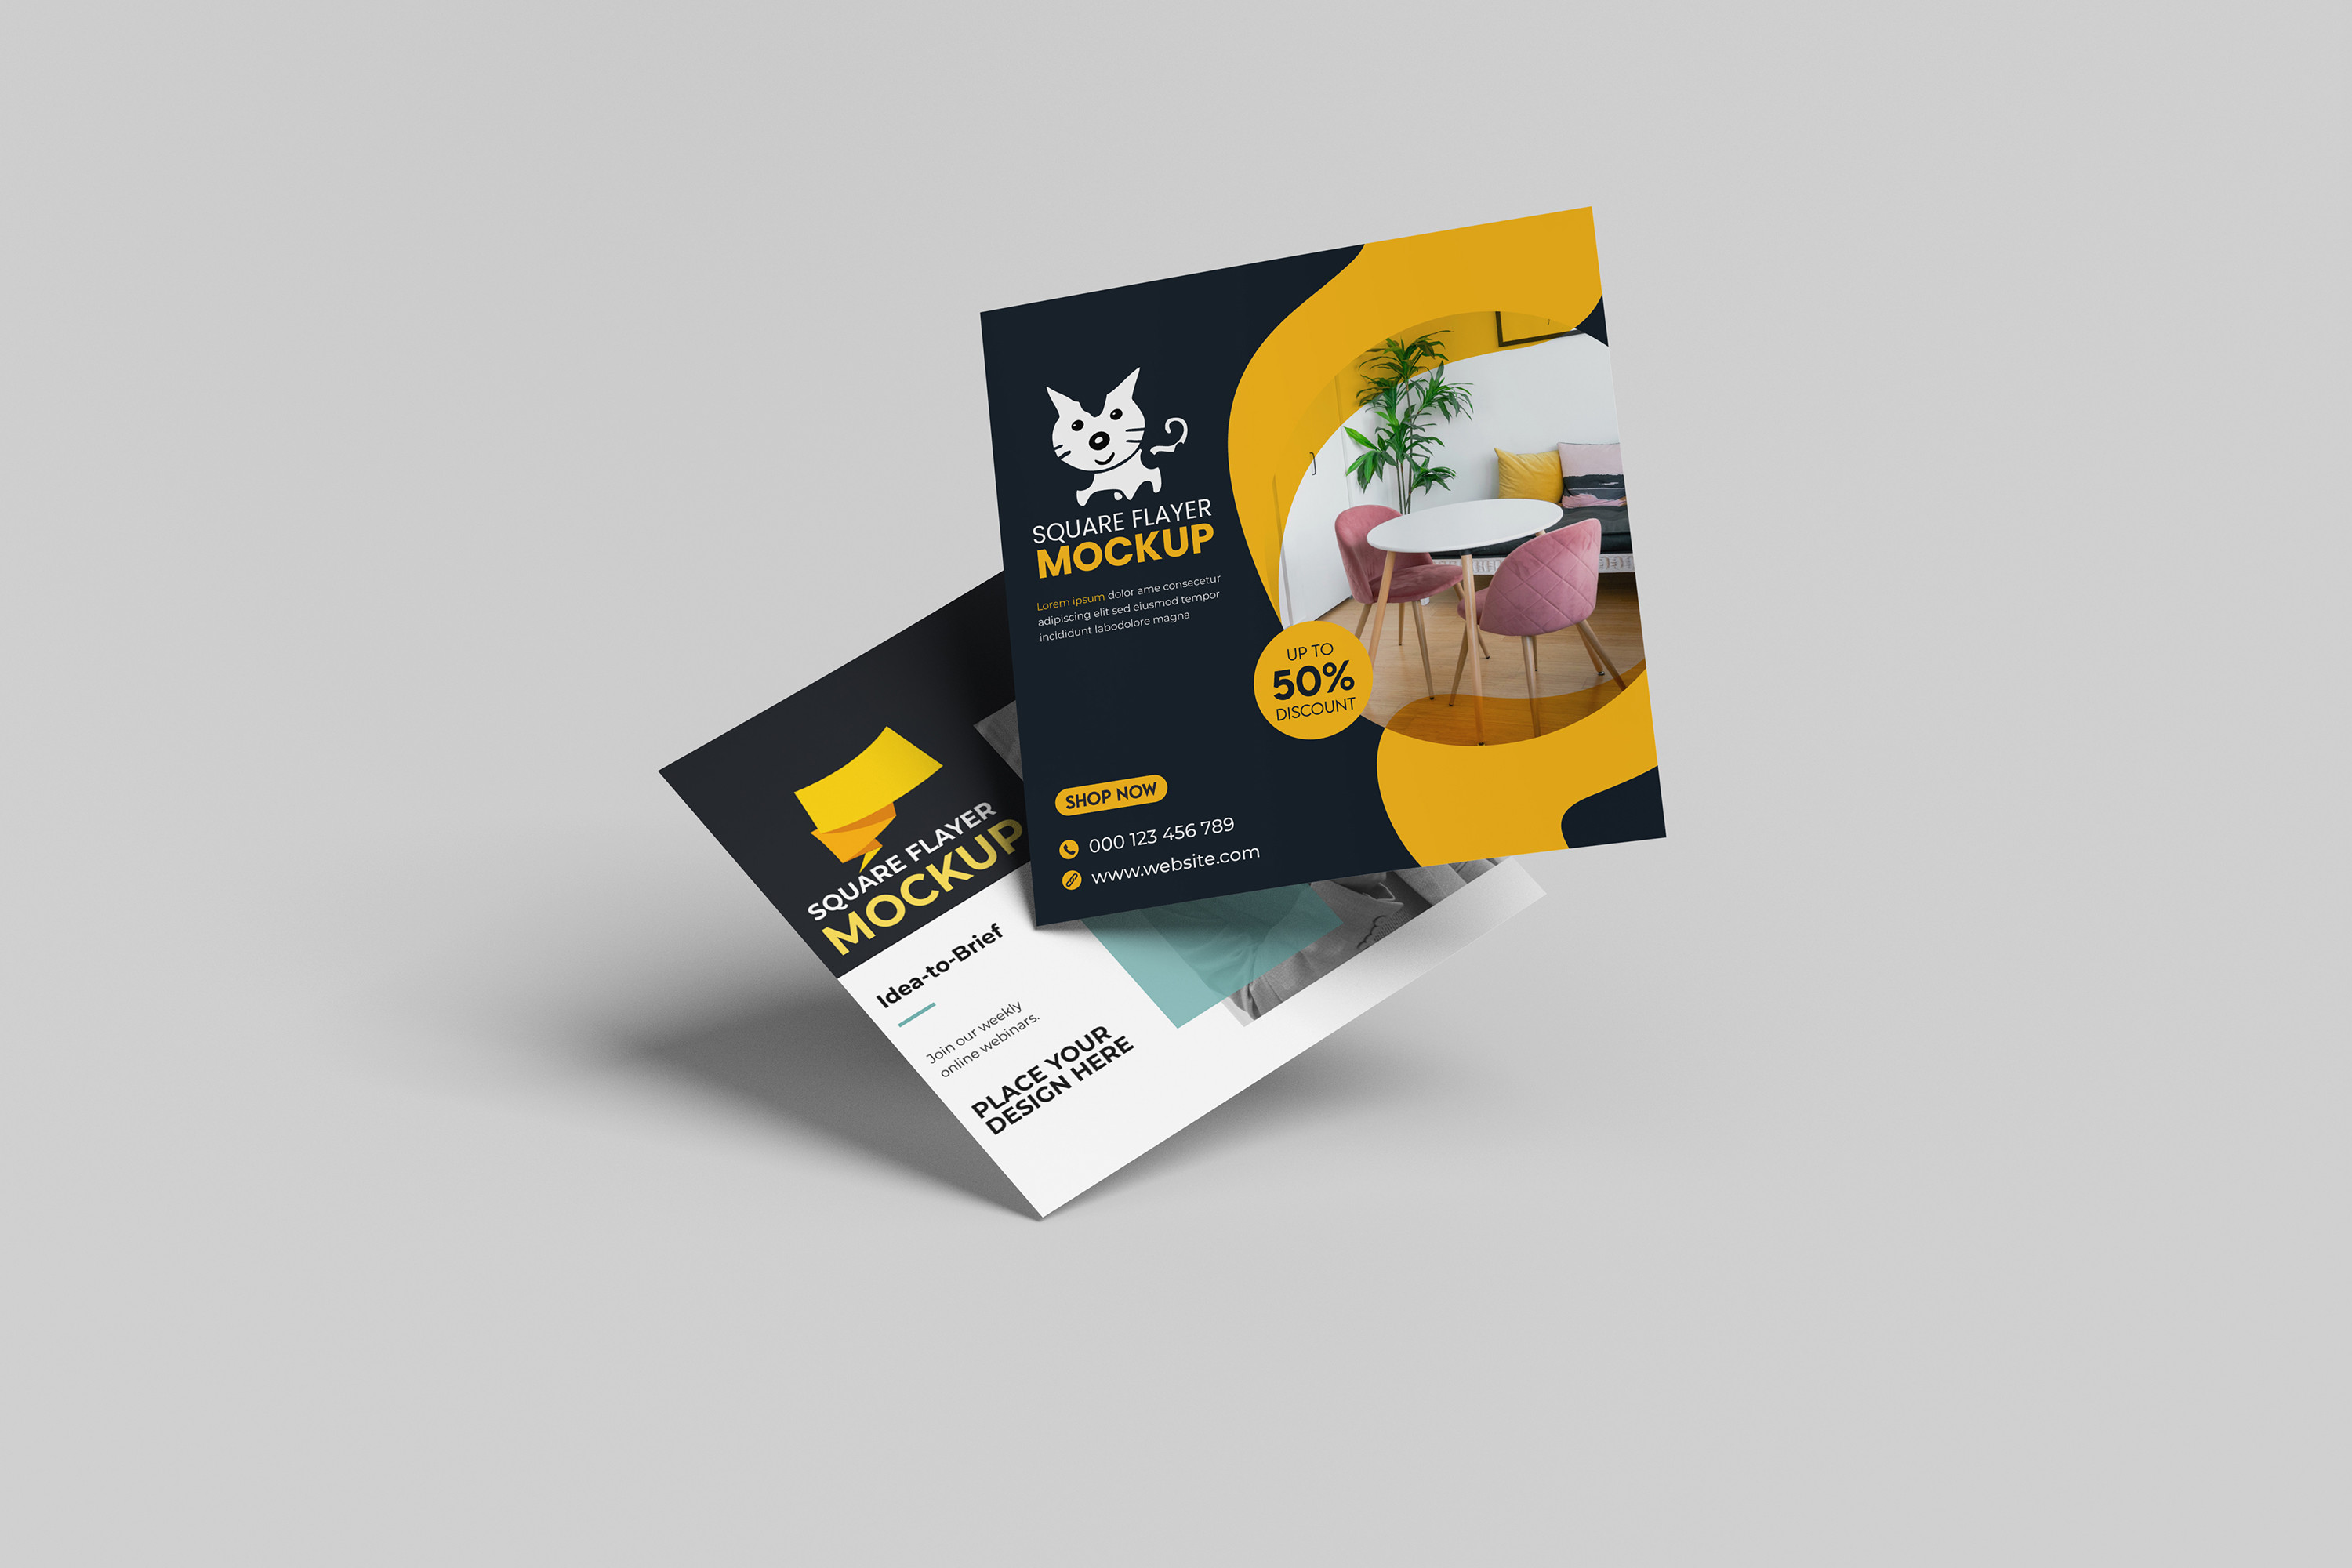 SQUARE FLAYER
MOCKUP
Lorem ipsum dolor ame consecetur
adipiscing elit sed eiusmod tempor
incididunt labodolore magna
UP TO
50%
DISCOUNT
SHOP NOW
000 123 456 789
www.website.com
SQUARE FLAYER
MOCKUP
Idea-to-Brief
Join our weekly
online webinars.
PLACE YOUR
DESIGN HERE